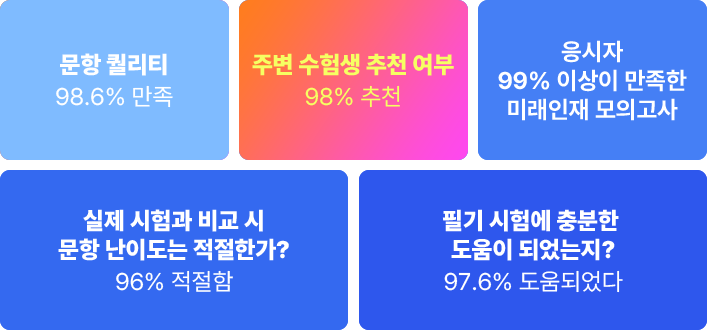 문항 퀄리티
98.6% 만족
주변 수험생 추천 여부
98% 추천
응시자
99% 이상이 만족한
미래인재 모의고사
실제 시험과 비교 시
문항 난이도는 적절한가?
96% 적절함
필기 시험에 충분한
도움이 되었는지?
97.6% 도움되었다